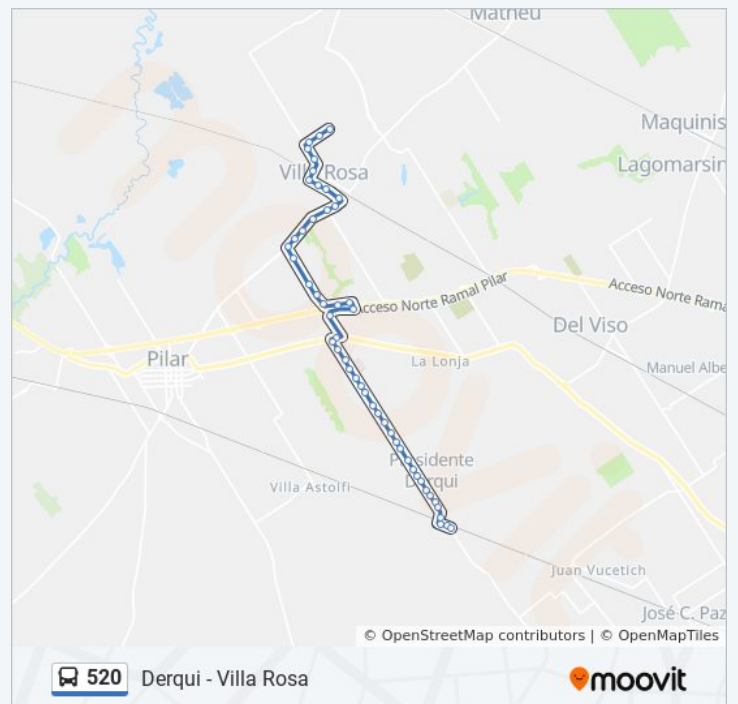 Matheu
Maquinis
Lagomarsin
Villa Rosa
Acceso Norte Ramal Pilar
Acceso Norte Rama
Del Viso
Pilar
La Lonja
Manuel Albe
Presidente
Derqui
Villa Astolfi
Juan Vucetich
José C. Paz
© OpenStreetMap contributors | © OpenMapTiles
520 Derqui - Villa Rosa
moovit